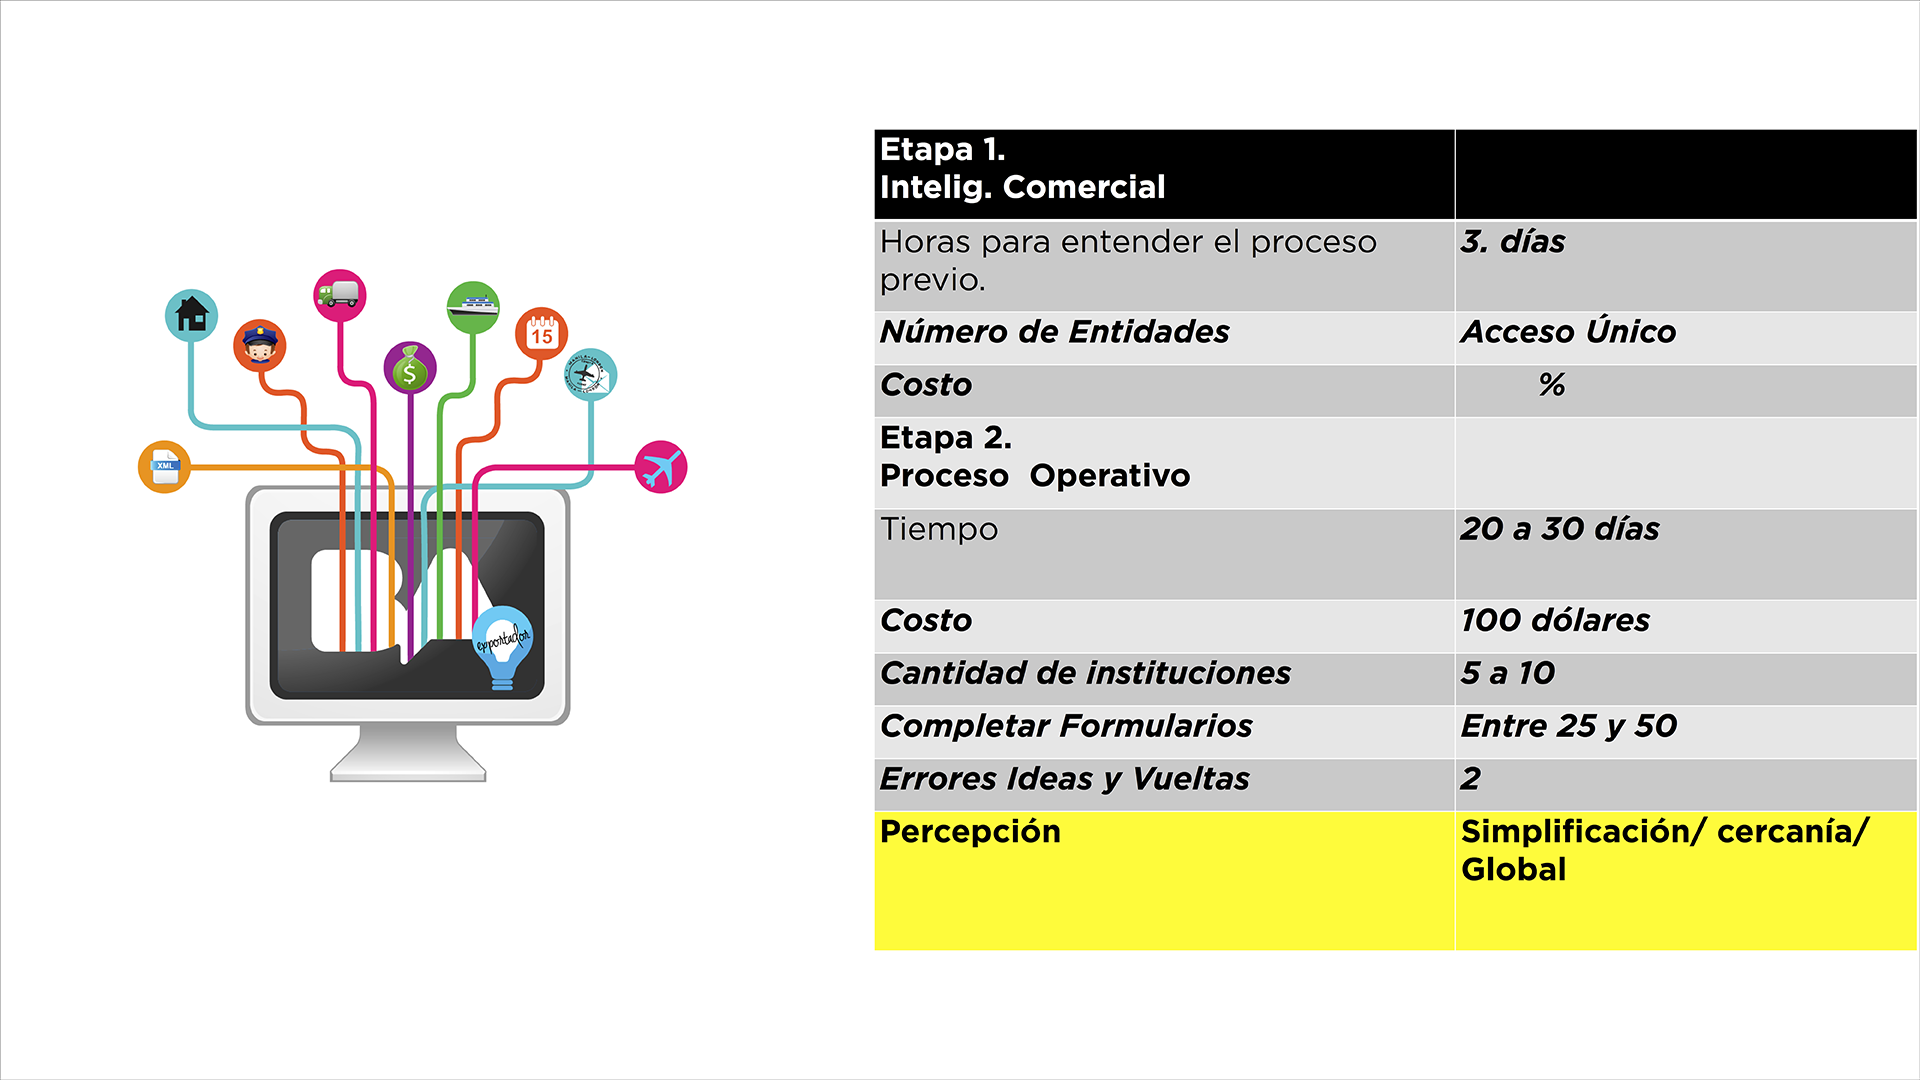 Etapa 1.
Intelig. Comercial
Horas para entender el proceso
previo.
3. días
Número de Entidades
Acceso Único
Costo
%
Etapa 2.
Proceso  Operativo
Tiempo
20 a 30 días
Costo
100 dólares
Cantidad de instituciones
5 a 10
Completar Formularios
Entre 25 y 50
Errores Ideas y Vueltas
2
Percepción
Simplificación/ cercanía/
Global
15
$
XML
BA
exportador